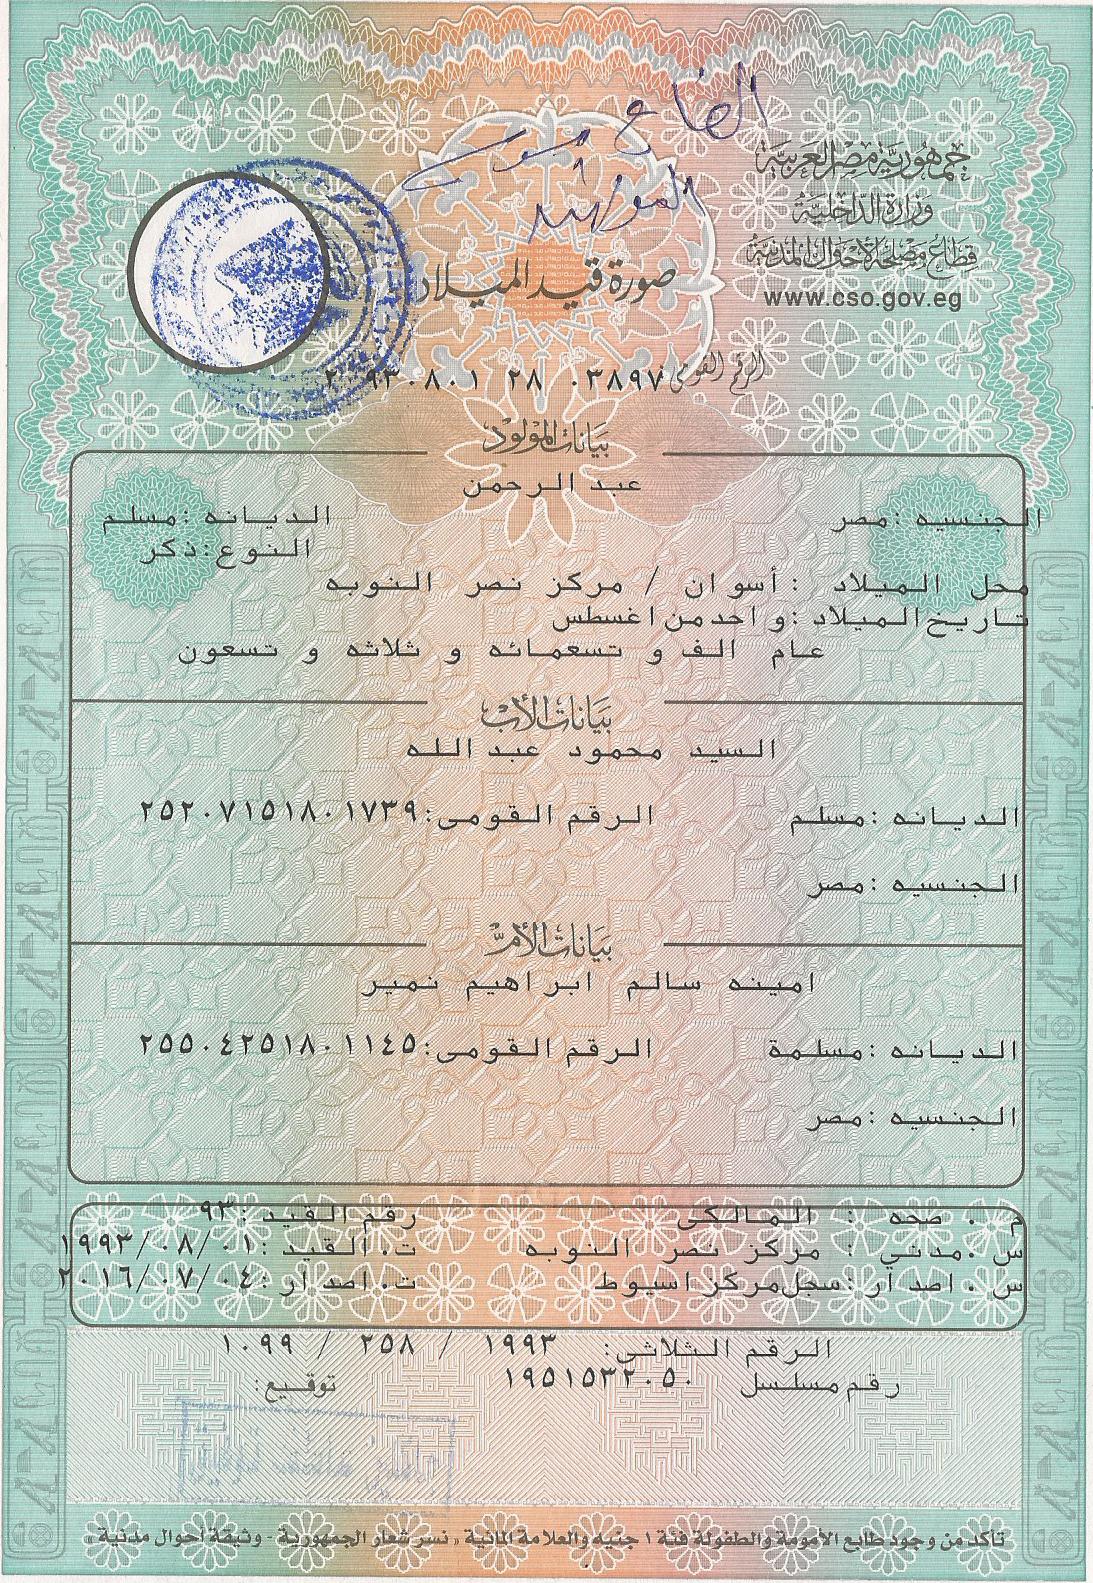 جمهورية مصر العربية
وزارة الداخلية
قطاع مصلحة الأحوال المدنية
www.cso.gov.eg
المواليد
صورة قيد الميلاد
الرقم القومى ٢ ٩٣٠٨٠١ ٢٨ ٠٣٨٩٧
بيانات المولود
عبد الرحمن
الجنسيه :مصر الديانه :مسلم
النوع:ذكر
محل الميلاد :أسوان / مركز نصر النوبه
تاريخ الميلاد :واحد من اغسطس
عام الف و تسعمائه و ثلاثه و تسعون
بيانات الأب
السيد محمود عبد الله
الديانه :مسلم الرقم القومى:٢٥٢٠٧١٥١٨٠١٧٣٩
الجنسيه :مصر
بيانات الأم
امينه سالم ابراهيم نمير
الديانه :مسلمة الرقم القومى:٢٥٥٠٤٢٥١٨٠١١٤٥
الجنسيه :مصر
م . صحه : المالكى رقم القيد :٩٣
س .مدني : مركز نصر النوبه ت. القيد :١٩٩٣/٠٨/٠١
س . اصدار :سجل مركز اسيوط ت. اصدار :٢٠١٦/٠٧/٠٤
الرقم الثلاثى: ١٩٩٣ / ٢٥٨ / ١٠٩٩
رقم مسلسل ١٩٥١٥٣٢٠٥٠ توقيع:
تأكد من وجود طابع الأمومة والطفولة فئة ١ جنيه والعلامة المائية « نسر شعار الجمهورية - وثيقة أحوال مدنية »